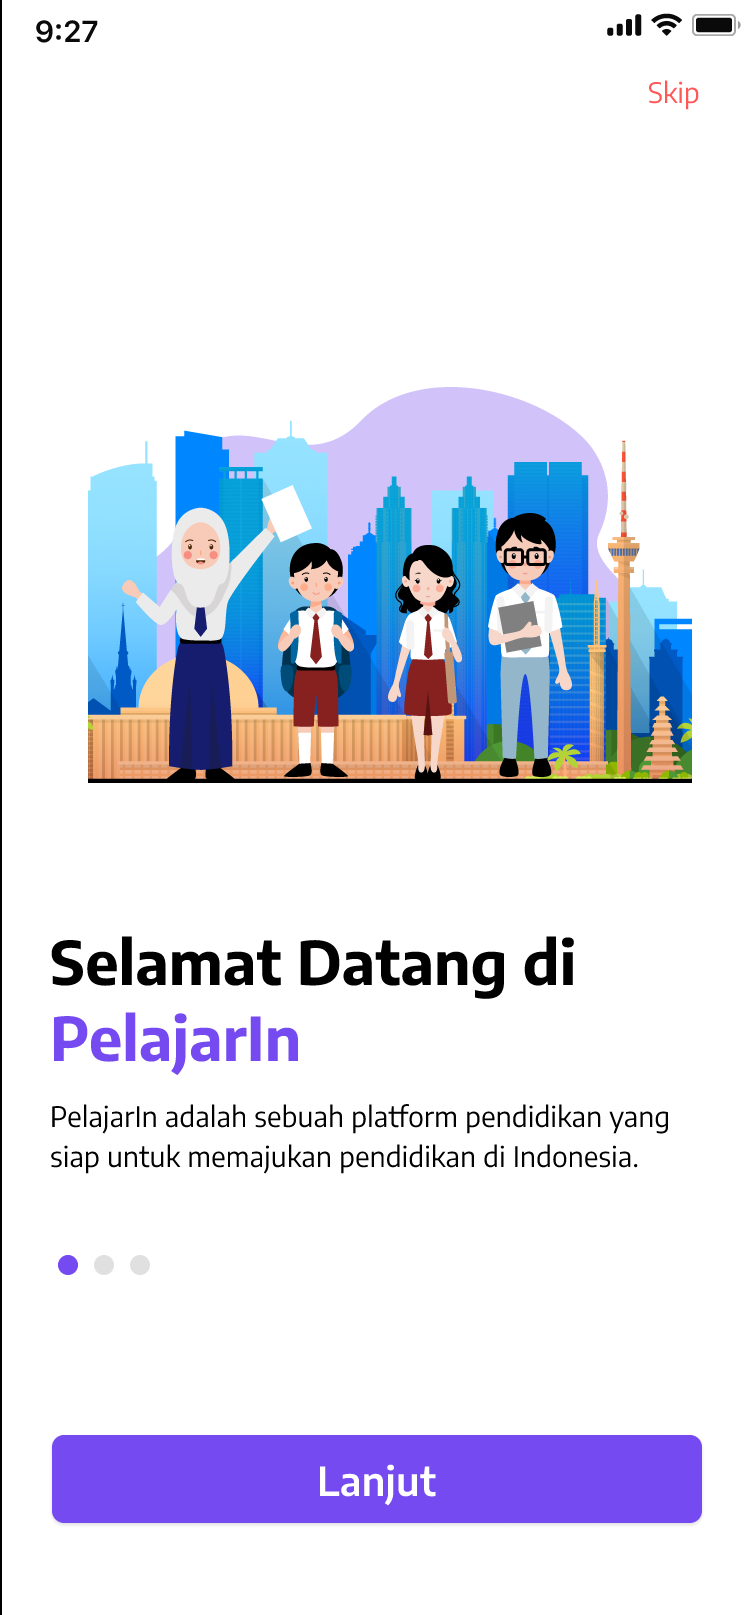 9:27
Skip
Selamat Datang di
PelajarIn
PelajarIn adalah sebuah platform pendidikan yang
siap untuk memajukan pendidikan di Indonesia.
Lanjut